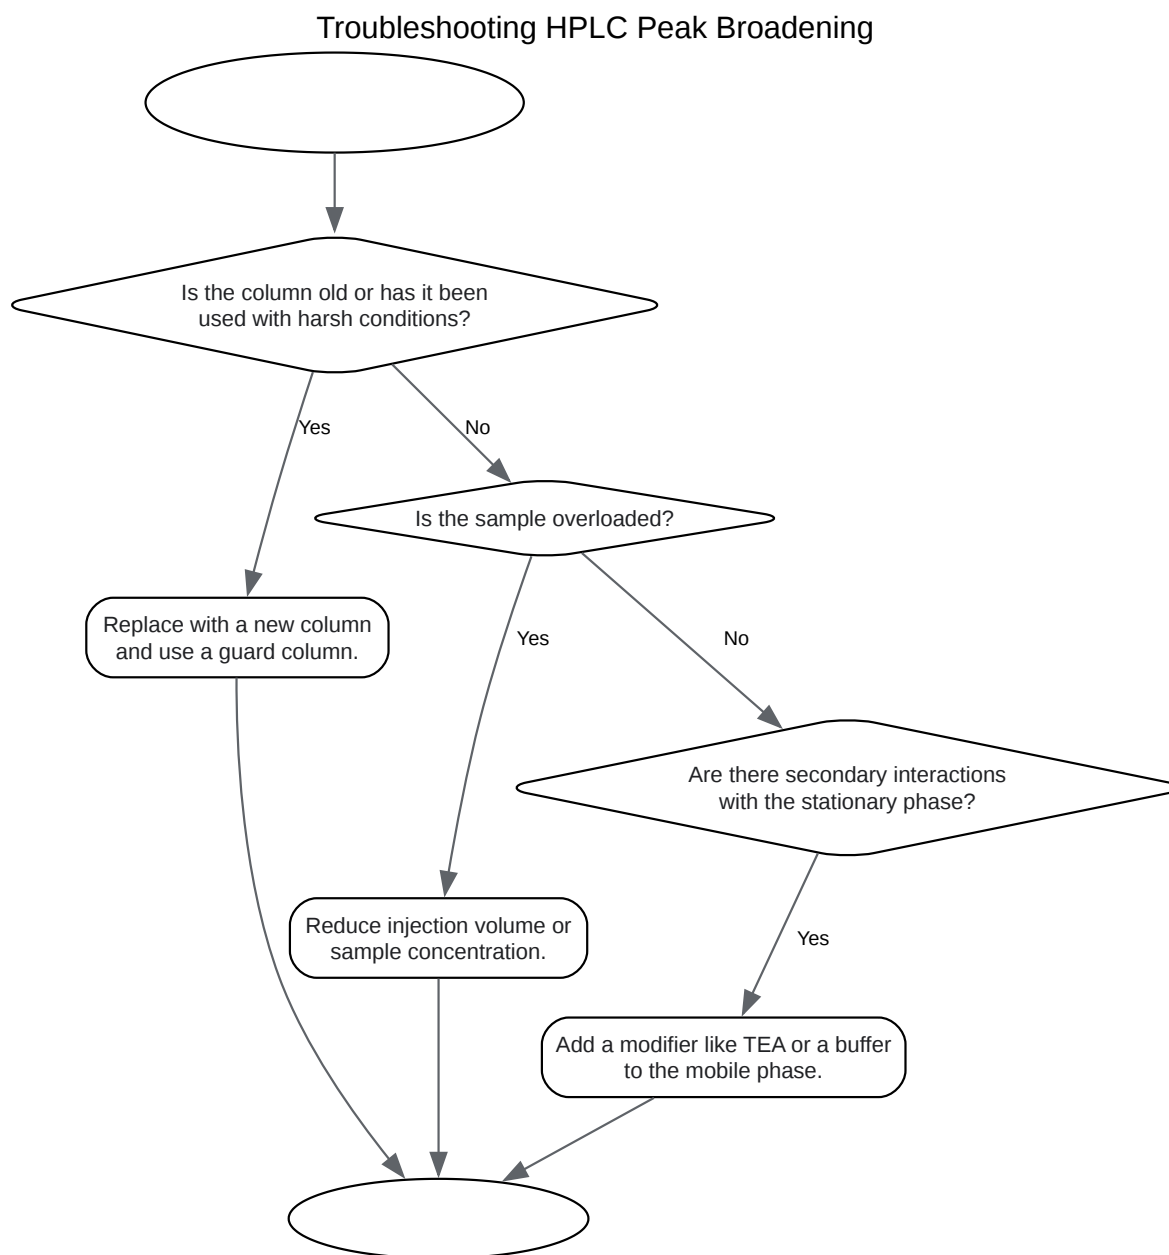 Troubleshooting HPLC Peak Broadening
Is the column old or has it been
used with harsh conditions?
Yes
No
Is the sample overloaded?
Replace with a new column
and use a guard column.
Yes
No
Are there secondary interactions
with the stationary phase?
Reduce injection volume or
sample concentration.
Yes
Add a modifier like TEA or a buffer
to the mobile phase.